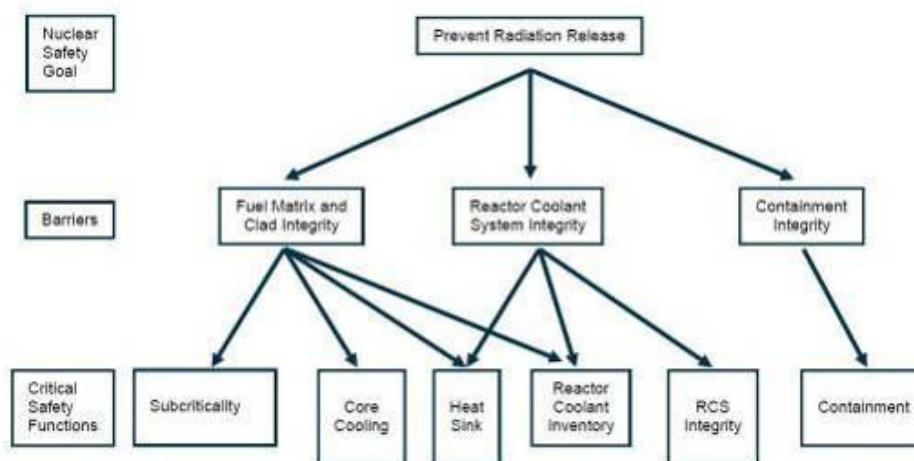 Nuclear
Safety
Goal
Prevent Radiation Release
Barriers
Fuel Matrix and
Clad Integrity
Reactor Coolant
System Integrity
Containment
Integrity
Critical
Safety
Functions
Subcriticality
Core
Cooling
Heat
Sink
Reactor
Coolant
Inventory
RCS
Integrity
Containment